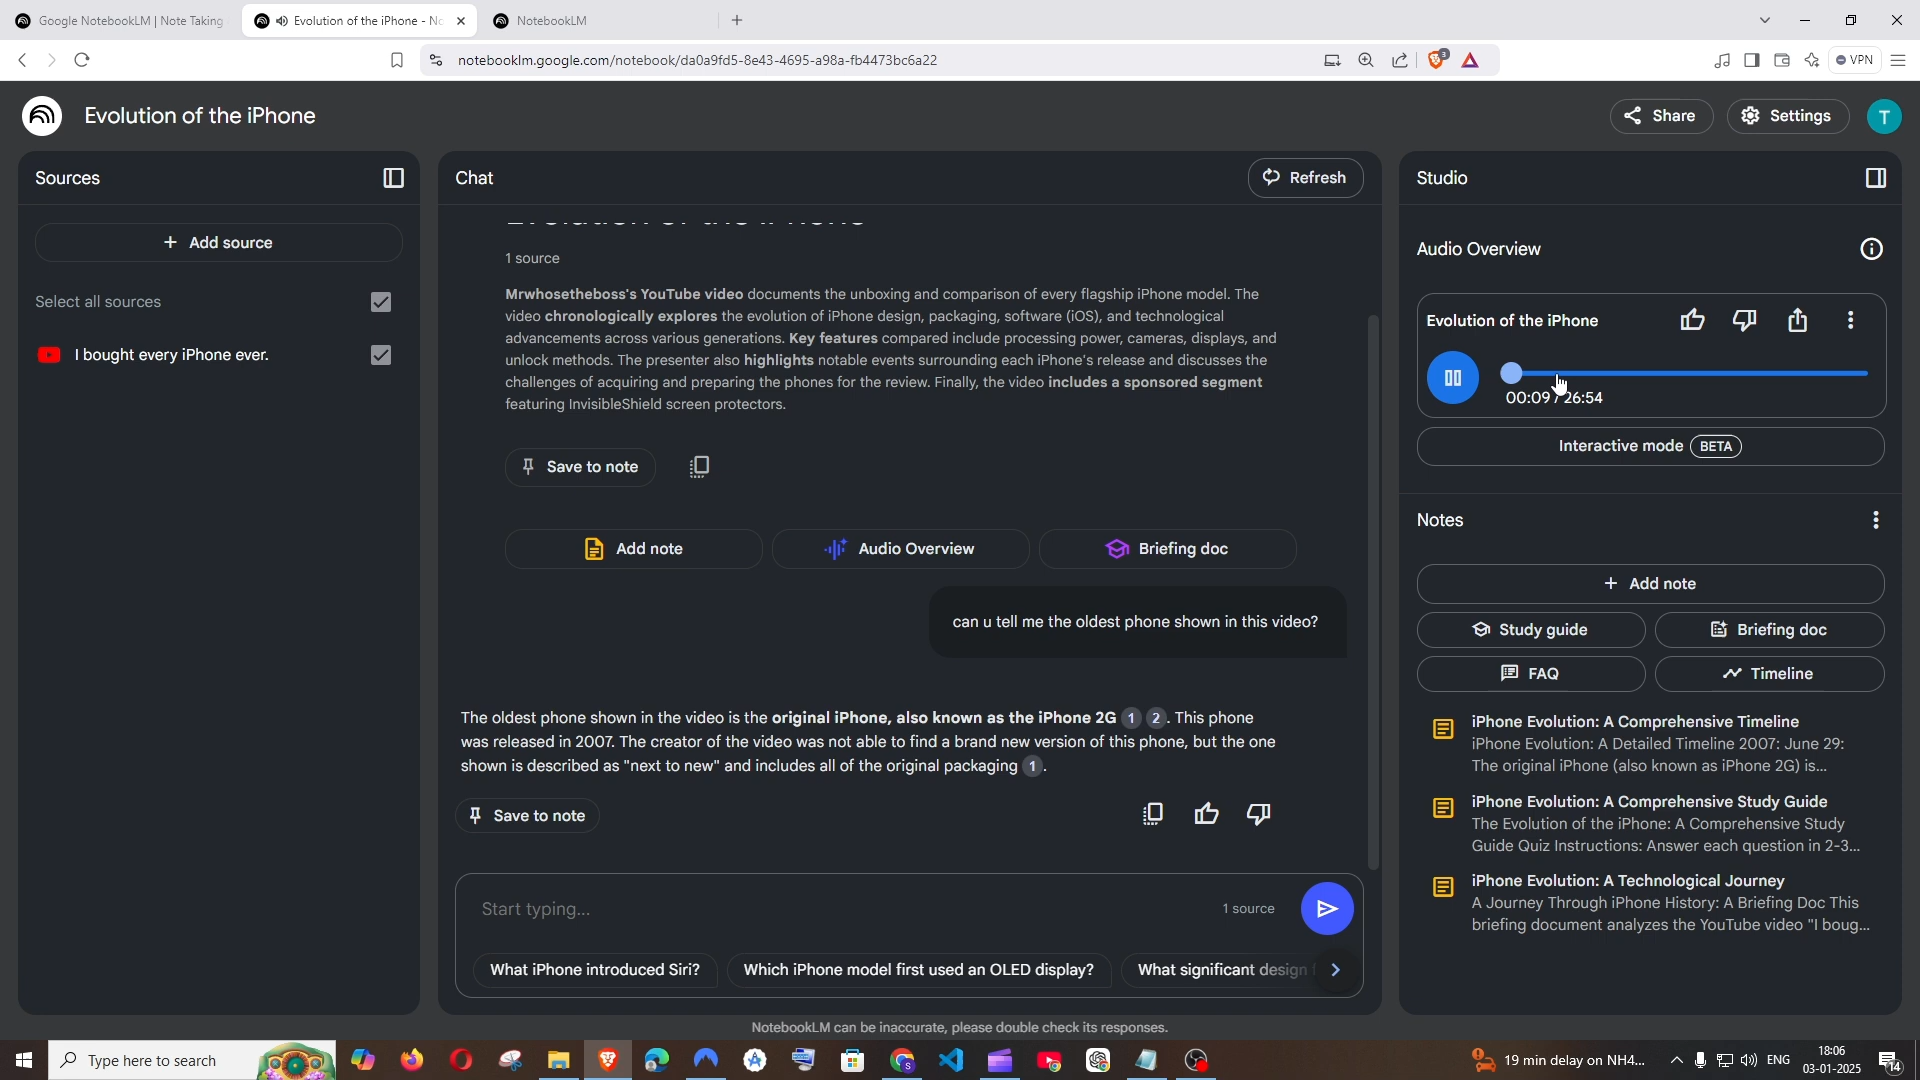 Google NotebookLM | Note Taking
Evolution of the iPhone - No
NotebookLM
notebooklm.google.com/notebook/da0a9fd5-8e43-4695-a98a-fb4473bc6a22
3
VPN
Evolution of the iPhone
Share
Settings
T
Sources
Add source
Select all sources
I bought every iPhone ever.
Chat
Refresh
Evolution of the iPhone
1 source
Mrwhosetheboss's YouTube video documents the unboxing and comparison of every flagship iPhone model. The
video chronologically explores the evolution of iPhone design, packaging, software (iOS), and technological
advancements across various generations. Key features compared include processing power, cameras, displays, and
unlock methods. The presenter also highlights notable events surrounding each iPhone's release and discusses the
challenges of acquiring and preparing the phones for the review. Finally, the video includes a sponsored segment
featuring InvisibleShield screen protectors.
Save to note
Add note
Audio Overview
Briefing doc
can u tell me the oldest phone shown in this video?
The oldest phone shown in the video is the original iPhone, also known as the iPhone 2G 1 2. This phone
was released in 2007. The creator of the video was not able to find a brand new version of this phone, but the one
shown is described as "next to new" and includes all of the original packaging 1.
Save to note
Start typing...
1 source
What iPhone introduced Siri?
Which iPhone model first used an OLED display?
What significant design
NotebookLM can be inaccurate, please double check its responses.
Studio
Audio Overview
Evolution of the iPhone
00:09 / 26:54
Interactive mode BETA
Notes
Add note
Study guide
Briefing doc
FAQ
Timeline
iPhone Evolution: A Comprehensive Timeline
iPhone Evolution: A Detailed Timeline 2007: June 29:
The original iPhone (also known as iPhone 2G) is...
iPhone Evolution: A Comprehensive Study Guide
The Evolution of the iPhone: A Comprehensive Study
Guide Quiz Instructions: Answer each question in 2-3...
iPhone Evolution: A Technological Journey
A Journey Through iPhone History: A Briefing Doc This
briefing document analyzes the YouTube video "I boug...
Type here to search
19 min delay on NH4...
ENG
18:06
03-01-2025
14